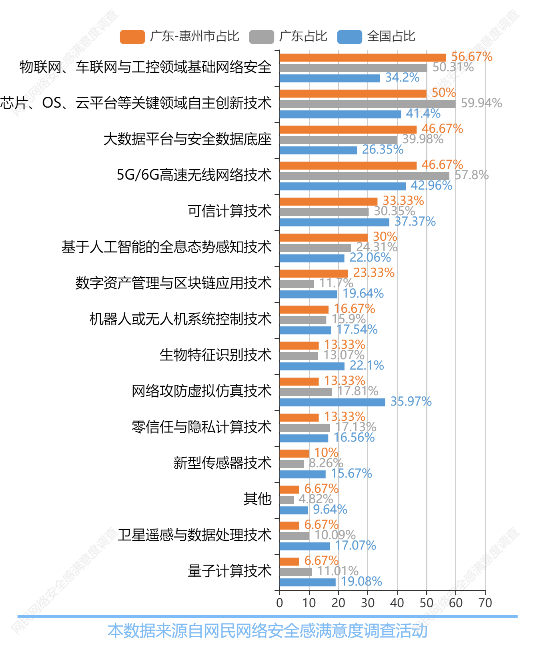 广东-惠州市占比 广东占比 全国占比
物联网、车联网与工控领域基础网络安全 56.67% 50.31% 34.2%
芯片、OS、云平台等关键领域自主创新技术 50% 59.94% 41.4%
大数据平台与安全数据底座 46.67% 39.98% 26.35%
5G/6G高速无线网络技术 46.67% 57.8% 42.96%
可信计算技术 33.33% 30.35% 37.37%
基于人工智能的全息态势感知技术 30% 24.31% 22.06%
数字资产管理与区块链应用技术 23.33% 11.7% 19.64%
机器人或无人机系统控制技术 16.67% 15.9% 17.54%
生物特征识别技术 13.33% 13.07% 22.1%
网络攻防虚拟仿真技术 13.33% 17.81% 35.97%
零信任与隐私计算技术 13.33% 17.13% 16.56%
新型传感器技术 10% 8.26% 15.67%
其他 6.67% 4.82% 9.64%
卫星遥感与数据处理技术 6.67% 10.09% 17.07%
量子计算技术 6.67% 11.01% 19.08%
0 10 20 30 40 50 60 70
本数据来源自网民网络安全感满意度调查活动